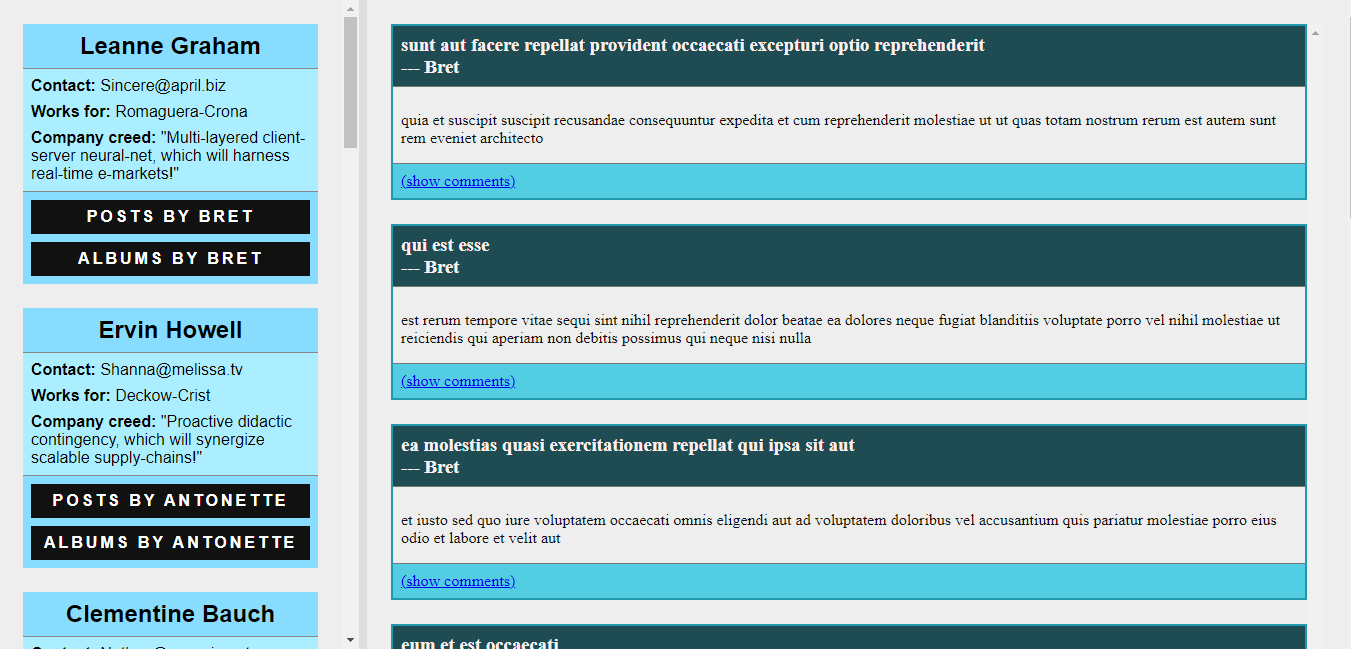 Leanne Graham
Contact: Sincere@april.biz
Works for: Romaguera-Crona
Company creed: "Multi-layered client-
server neural-net, which will harness
real-time e-markets!"
POSTS BY BRET
ALBUMS BY BRET
Ervin Howell
Contact: Shanna@melissa.tv
Works for: Deckow-Crist
Company creed: "Proactive didactic
contingency, which will synergize
scalable supply-chains!"
POSTS BY ANTONETTE
ALBUMS BY ANTONETTE
Clementine Bauch
sunt aut facere repellat provident occaecati excepturi optio reprehenderit
--- Bret
quia et suscipit suscipit recusandae consequuntur expedita et cum reprehenderit molestiae ut ut quas totam nostrum rerum est autem sunt
rem eveniet architecto
(show comments)
qui est esse
--- Bret
est rerum tempore vitae sequi sint nihil reprehenderit dolor beatae ea dolores neque fugiat blanditiis voluptate porro vel nihil molestiae ut
reiciendis qui aperiam non debitis possimus qui neque nisi nulla
(show comments)
ea molestias quasi exercitationem repellat qui ipsa sit aut
--- Bret
et iusto sed quo iure voluptatem occaecati omnis eligendi aut ad voluptatem doloribus vel accusantium quis pariatur molestiae porro eius
odio et labore et velit aut
(show comments)
eum et est occaecati